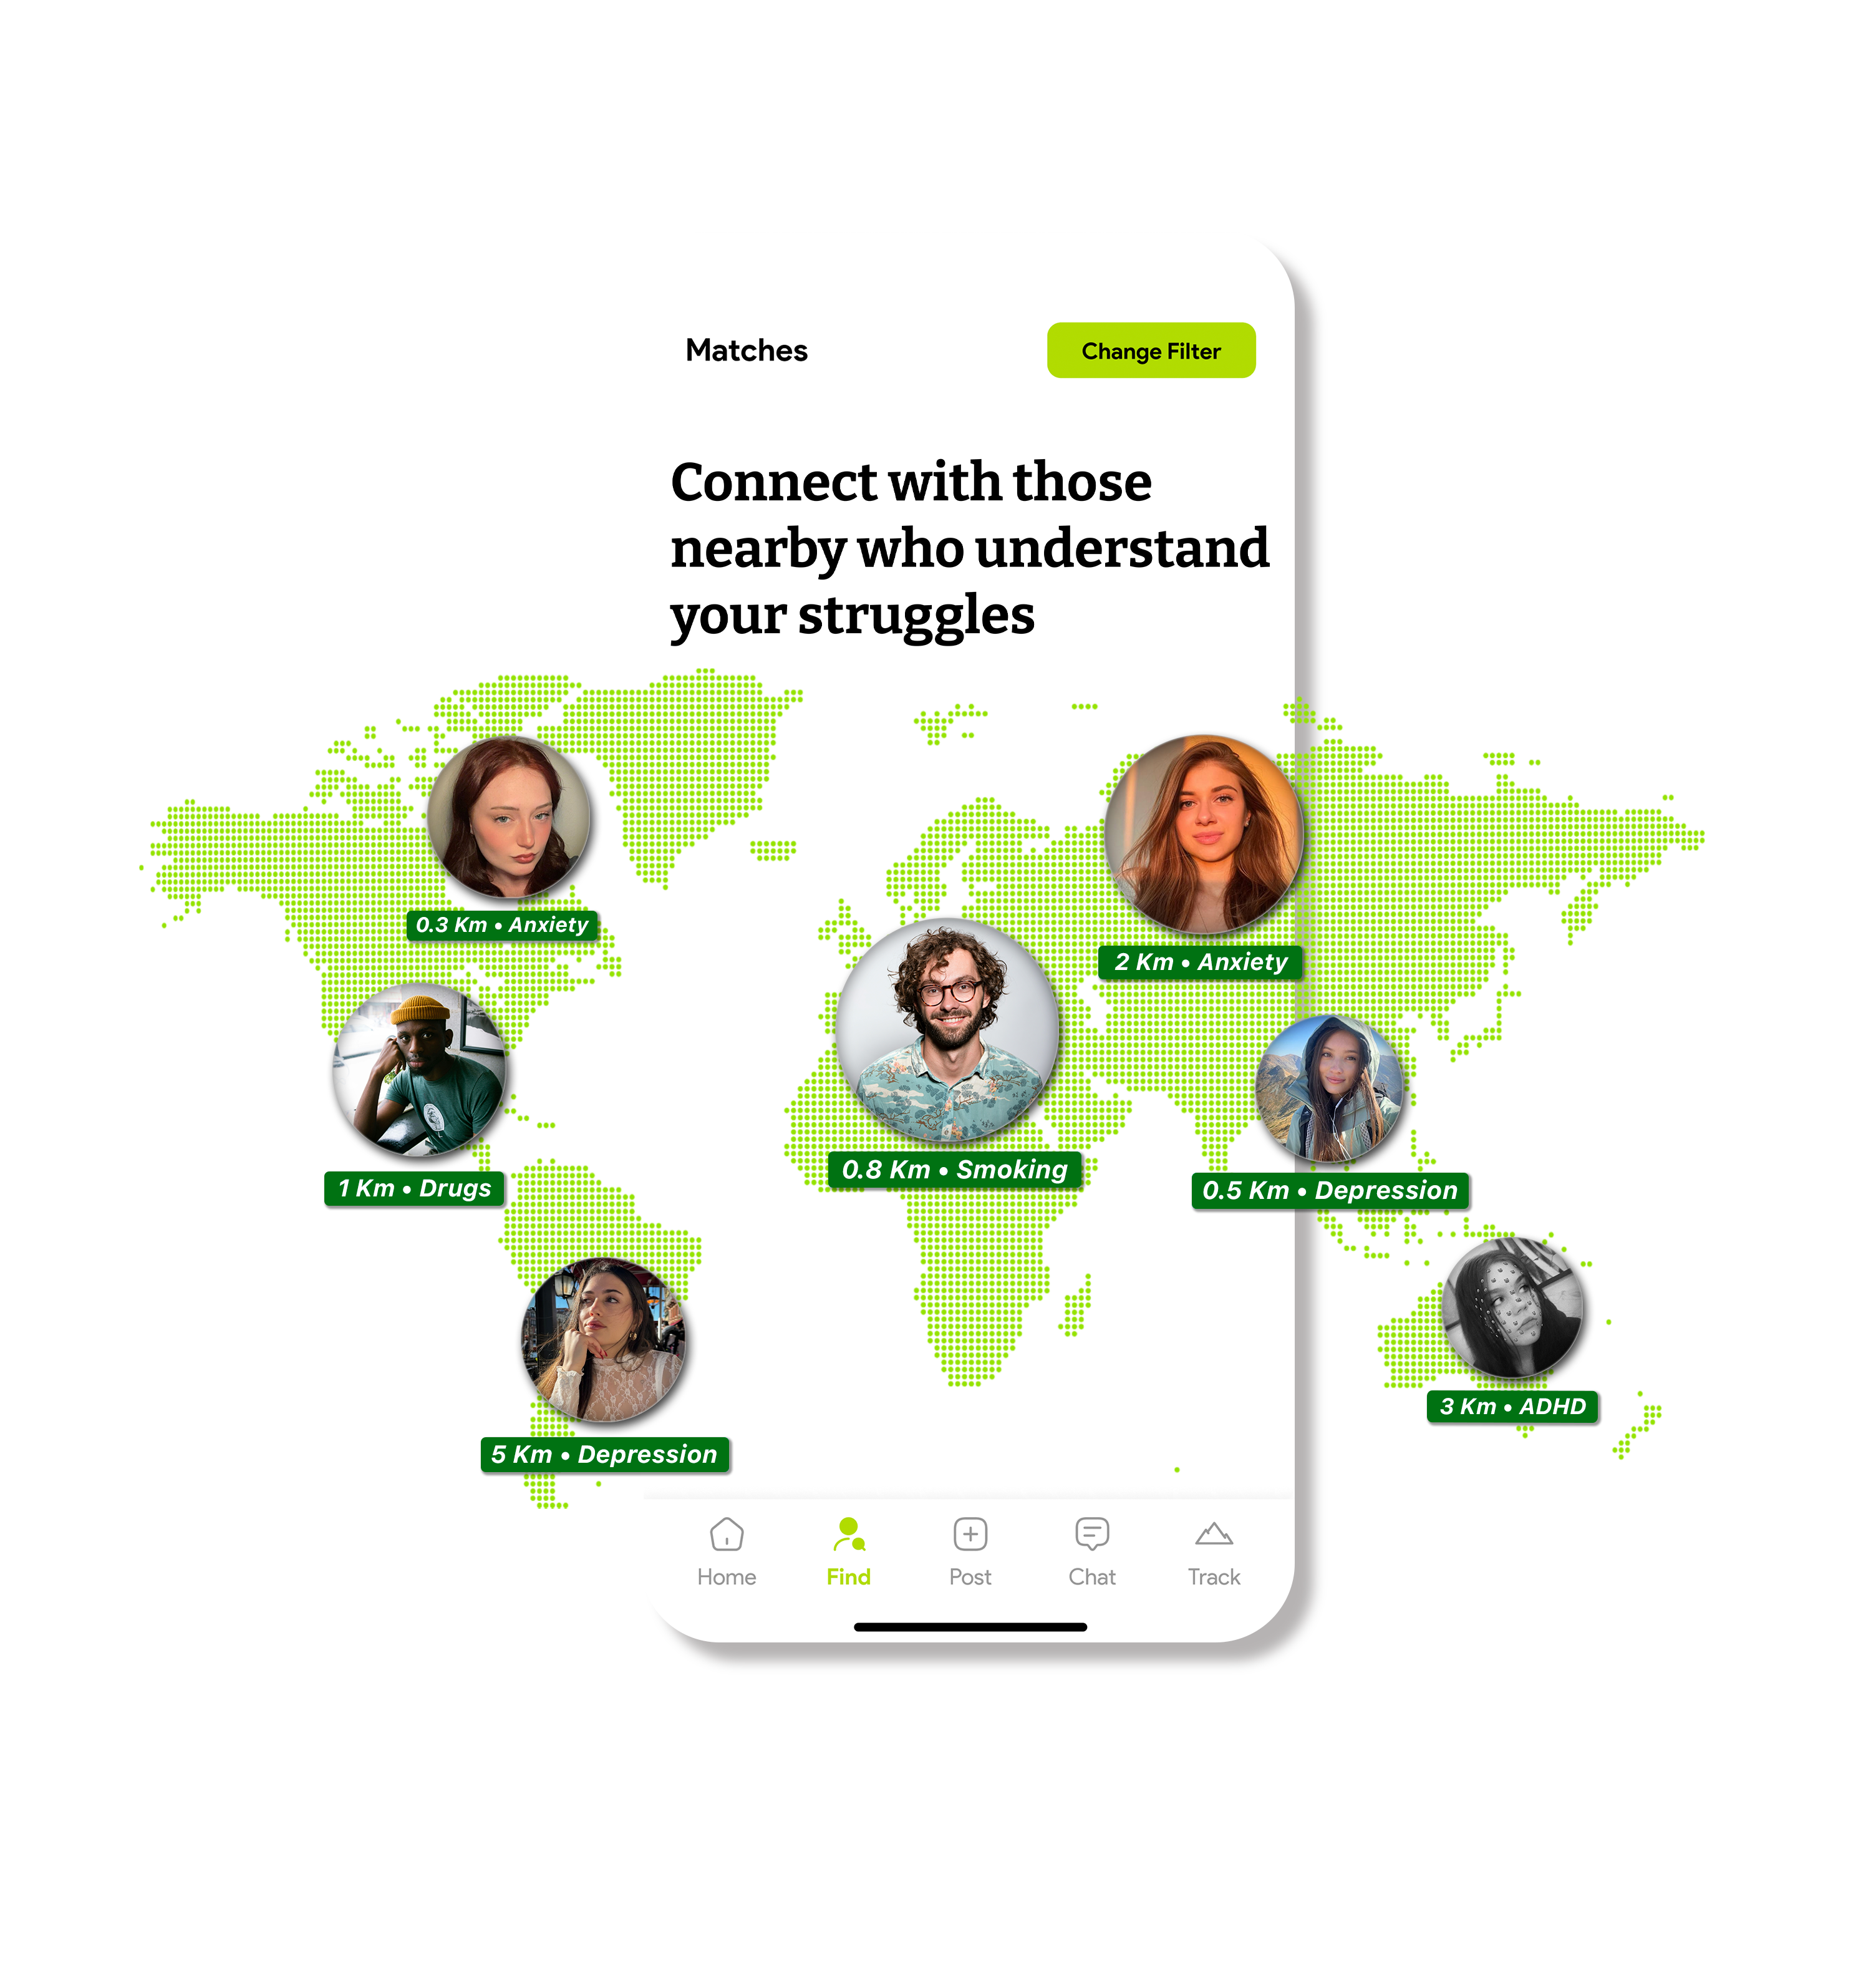 Matches
Change Filter
Connect with those
nearby who understand
your struggles
0.3 Km • Anxiety
2 Km • Anxiety
0.8 Km • Smoking
1 Km • Drugs
0.5 Km • Depression
3 Km • ADHD
5 Km • Depression
Home
Find
Post
Chat
Track